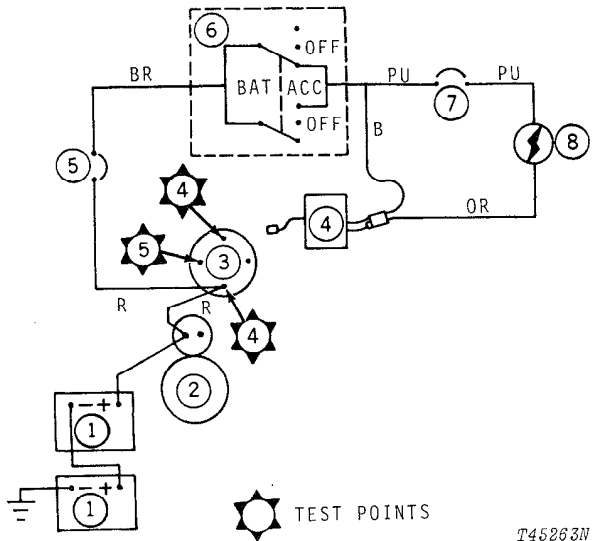 6
OFF
BR
BAT
ACC
PU
PU
7
OFF
B
8
5
4
4
OR
5
3
R
R
4
2
- +
1
- +
1
TEST POINTS
T45263N